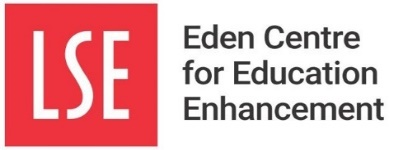 LSE
Eden Centre
for Education
Enhancement